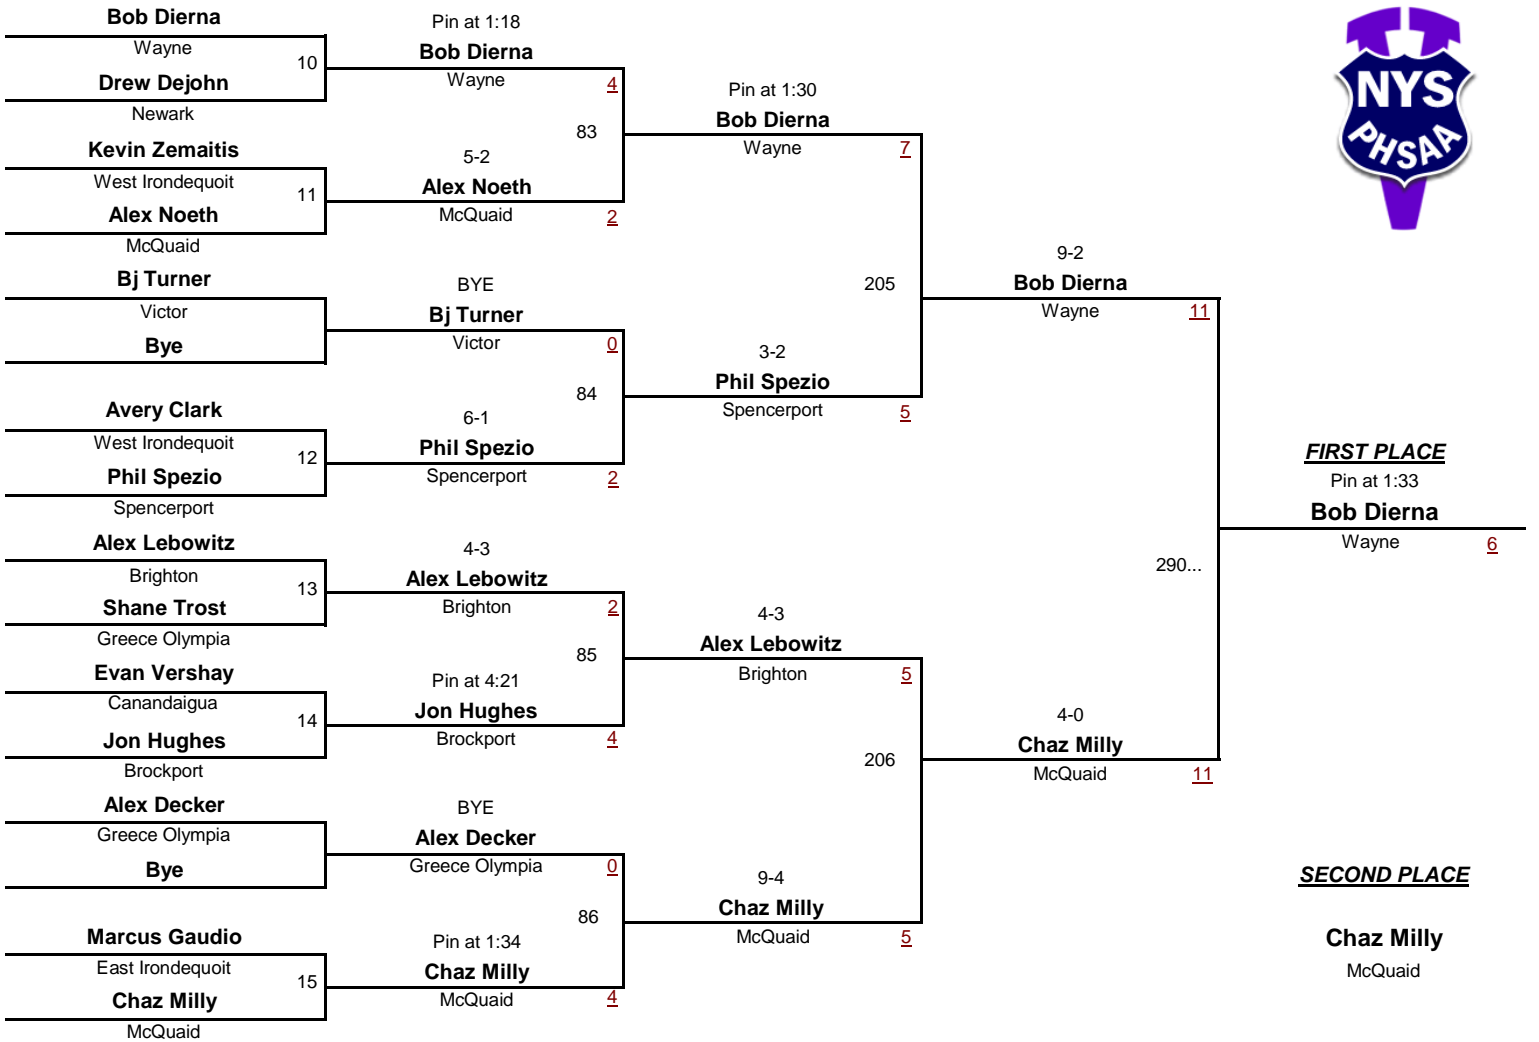 Bob Dierna
Wayne
10
Drew Dejohn
Newark
Kevin Zemaitis
West Irondequoit
11
Alex Noeth
McQuaid
Bj Turner
Victor
Bye
Avery Clark
West Irondequoit
12
Phil Spezio
Spencerport
Alex Lebowitz
Brighton
13
Shane Trost
Greece Olympia
Evan Vershay
Canandaigua
14
Jon Hughes
Brockport
Alex Decker
Greece Olympia
Bye
Marcus Gaudio
East Irondequoit
15
Chaz Milly
McQuaid
Pin at 1:18
Bob Dierna
Wayne
4
83
5-2
Alex Noeth
McQuaid
2
BYE
Bj Turner
Victor
0
84
6-1
Phil Spezio
Spencerport
2
4-3
Alex Lebowitz
Brighton
2
85
Pin at 4:21
Jon Hughes
Brockport
4
BYE
Alex Decker
Greece Olympia
0
86
Pin at 1:34
Chaz Milly
McQuaid
4
Pin at 1:30
Bob Dierna
Wayne
7
205
3-2
Phil Spezio
Spencerport
5
4-3
Alex Lebowitz
Brighton
5
206
9-4
Chaz Milly
McQuaid
5
9-2
Bob Dierna
Wayne
11
290...
4-0
Chaz Milly
McQuaid
11
NYS
PHSAA
FIRST PLACE
Pin at 1:33
Bob Dierna
Wayne
6
SECOND PLACE
Chaz Milly
McQuaid